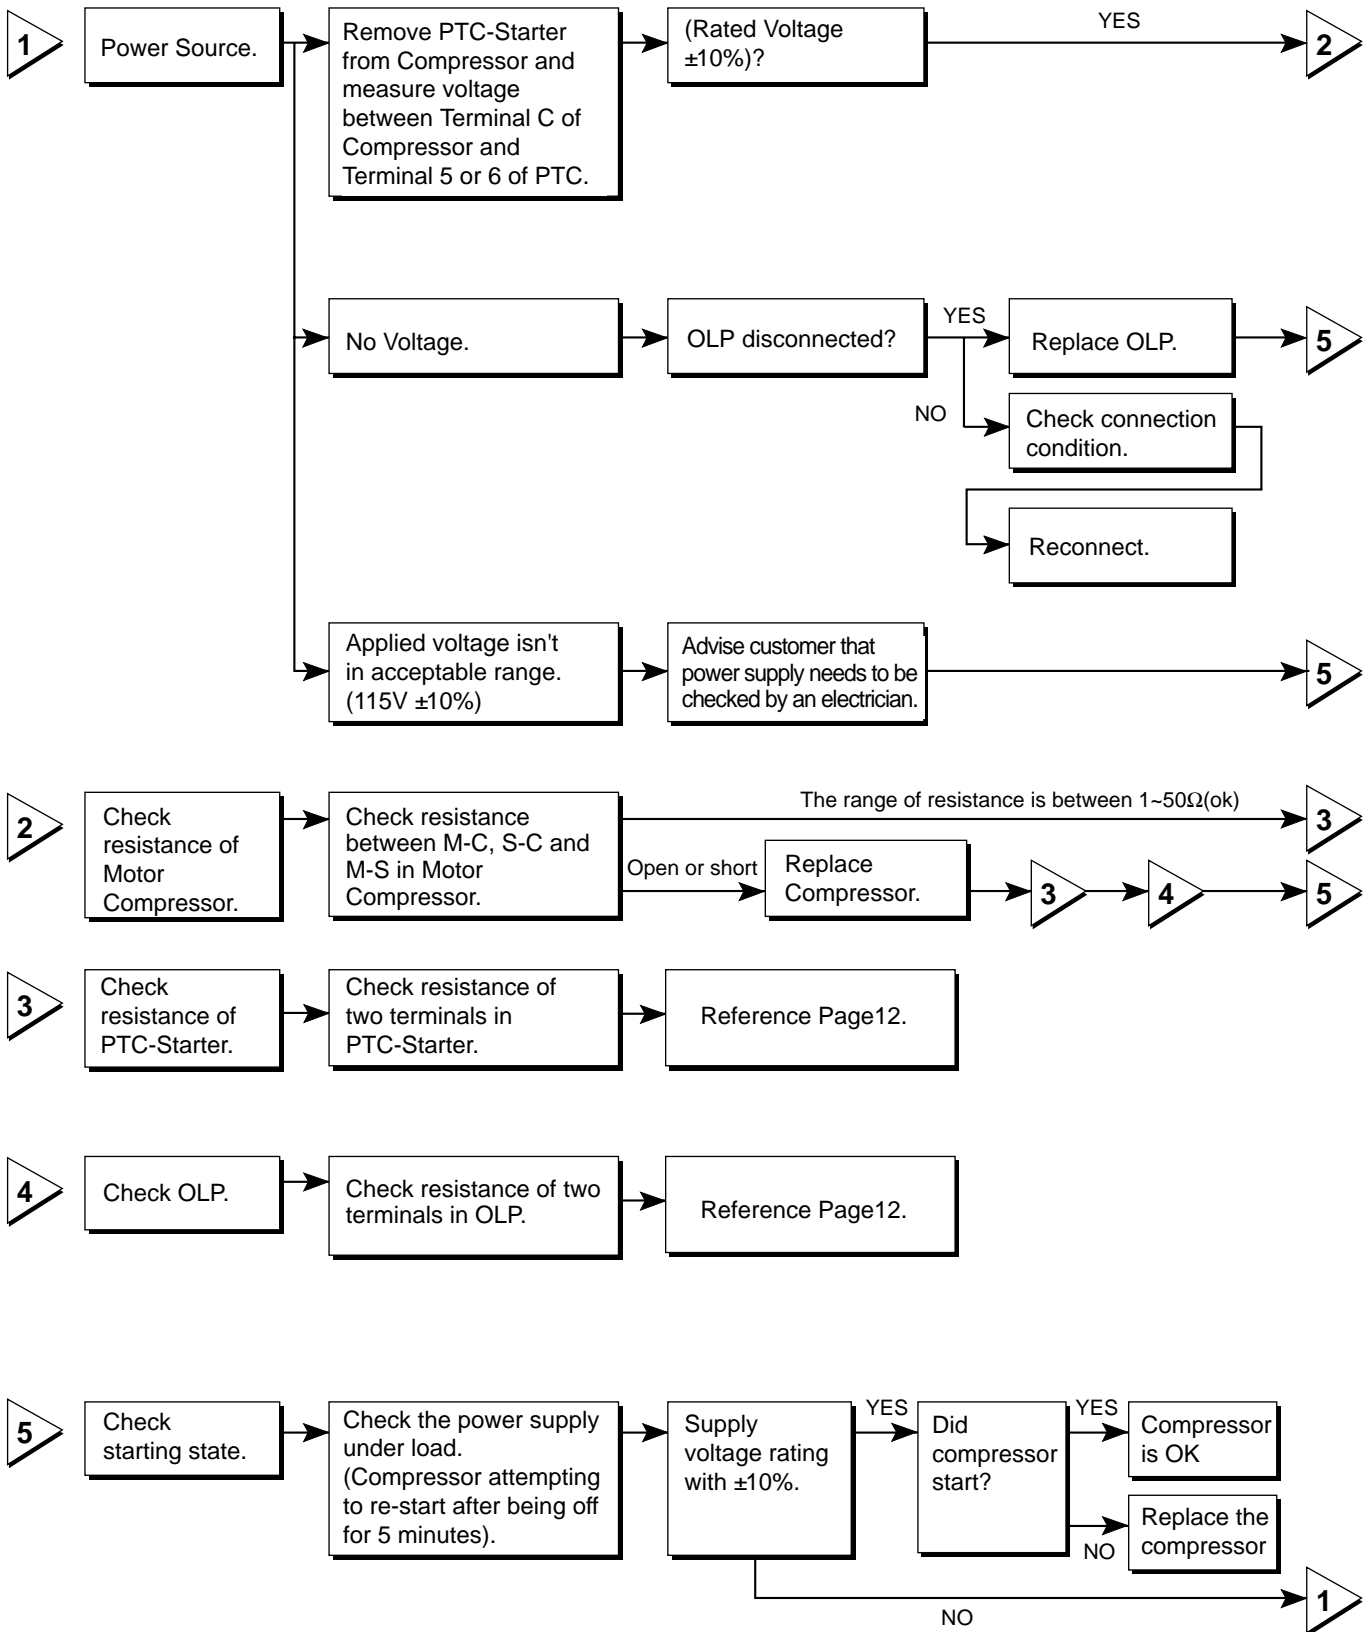 1
Power Source.
Remove PTC-Starter
from Compressor and
measure voltage
between Terminal C of
Compressor and
Terminal 5 or 6 of PTC.
(Rated Voltage
±10%)?
YES
2
No Voltage.
OLP disconnected?
YES
Replace OLP.
5
NO
Check connection
condition.
Reconnect.
Applied voltage isn't
in acceptable range.
(115V ±10%)
Advise customer that
power supply needs to be
checked by an electrician.
5
2
Check
resistance of
Motor
Compressor.
Check resistance
between M-C, S-C and
M-S in Motor
Compressor.
The range of resistance is between 1~50Ω(ok)
3
Open or short
Replace
Compressor.
3
4
5
3
Check
resistance of
PTC-Starter.
Check resistance of
two terminals in
PTC-Starter.
Reference Page12.
4
Check OLP.
Check resistance of two
terminals in OLP.
Reference Page12.
5
Check
starting state.
Check the power supply
under load.
(Compressor attempting
to re-start after being off
for 5 minutes).
Supply
voltage rating
with ±10%.
YES
Did
compressor
start?
YES
Compressor
is OK
NO
Replace the
compressor
NO
1